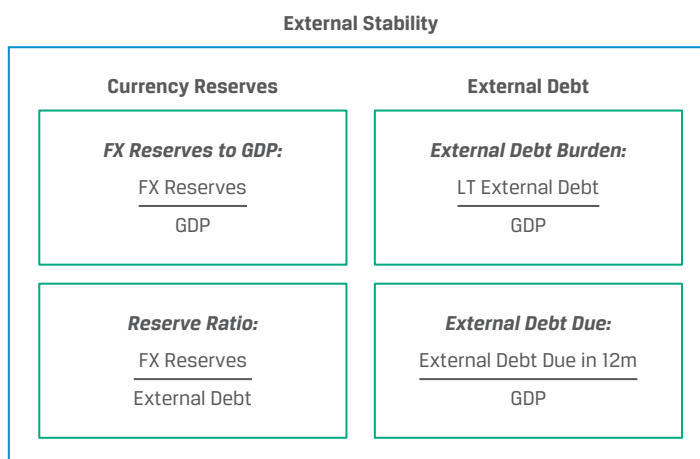 External Stability
Currency Reserves
External Debt
FX Reserves to GDP:
FX Reserves
GDP
External Debt Burden:
LT External Debt
GDP
Reserve Ratio:
FX Reserves
External Debt
External Debt Due:
External Debt Due in 12m
GDP